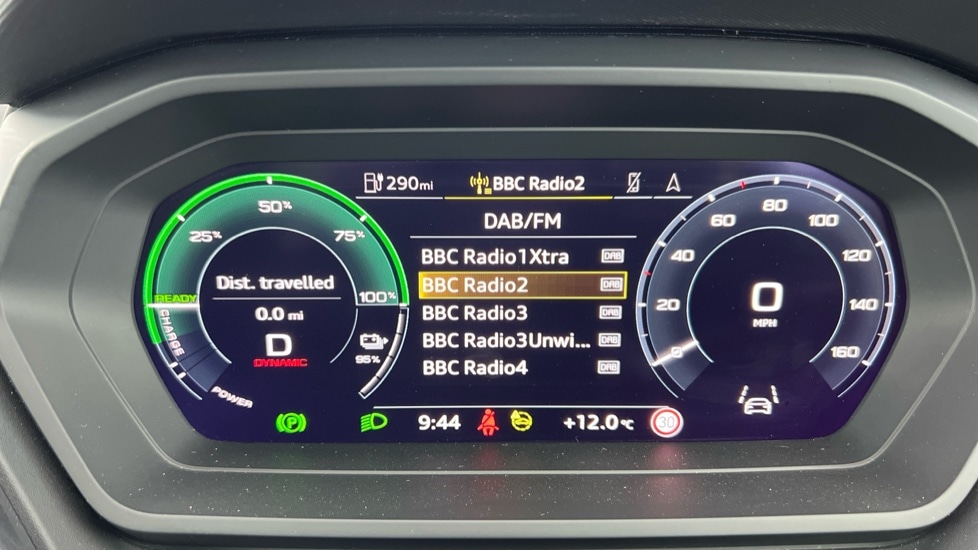 290mi BBC Radio2
DAB/FM
BBC Radio1Xtra DAB
BBC Radio2 DAB
BBC Radio3 DAB
BBC Radio3Unwi... DAB
BBC Radio4 DAB
25% 50% 75% 100%
READY
CHARGE
POWER
Dist. travelled
0.0 mi
D
DYNAMIC
95%
0 20 40 60 80 100 120 140 160
0
MPH
P 9:44 +12.0°C 30